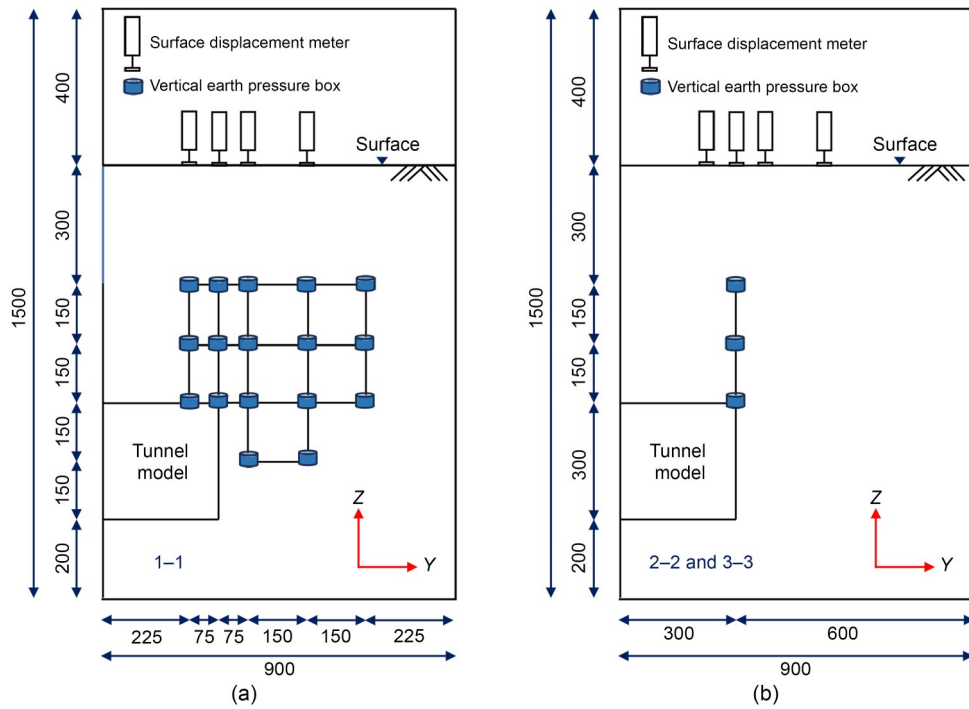 Surface displacement meter
Vertical earth pressure box
Surface
1500
400
300
150
150
150
150
200
Tunnel
model
Z
Y
1–1
225
75
75
150
150
225
900
(a)
Surface displacement meter
Vertical earth pressure box
Surface
1500
400
300
150
150
300
200
Tunnel
model
Z
Y
2–2 and 3–3
300
600
900
(b)